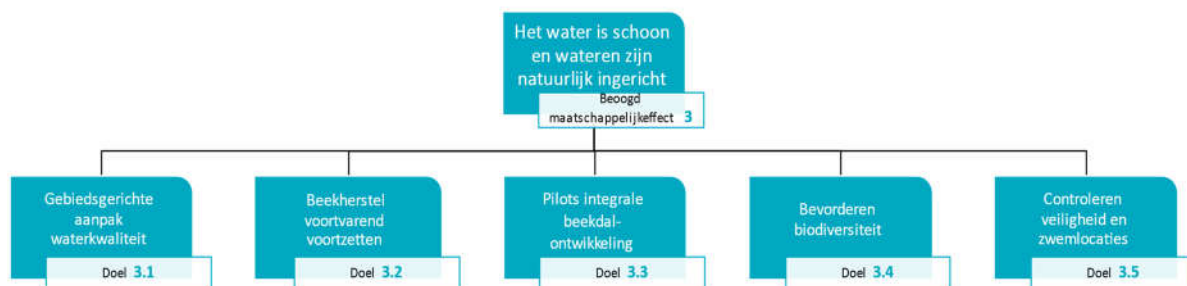 Het water is schoon
en wateren zijn
natuurlijk ingericht
Beoogd
maatschappelijkeffect 3
Gebiedsgerichte
aanpak
waterkwaliteit
Doel 3.1
Beekherstel
voortvarend
voortzetten
Doel 3.2
Pilots integrale
beekdal-
ontwikkeling
Doel 3.3
Bevorderen
biodiversiteit
Doel 3.4
Controleren
veiligheid en
zwemlocaties
Doel 3.5